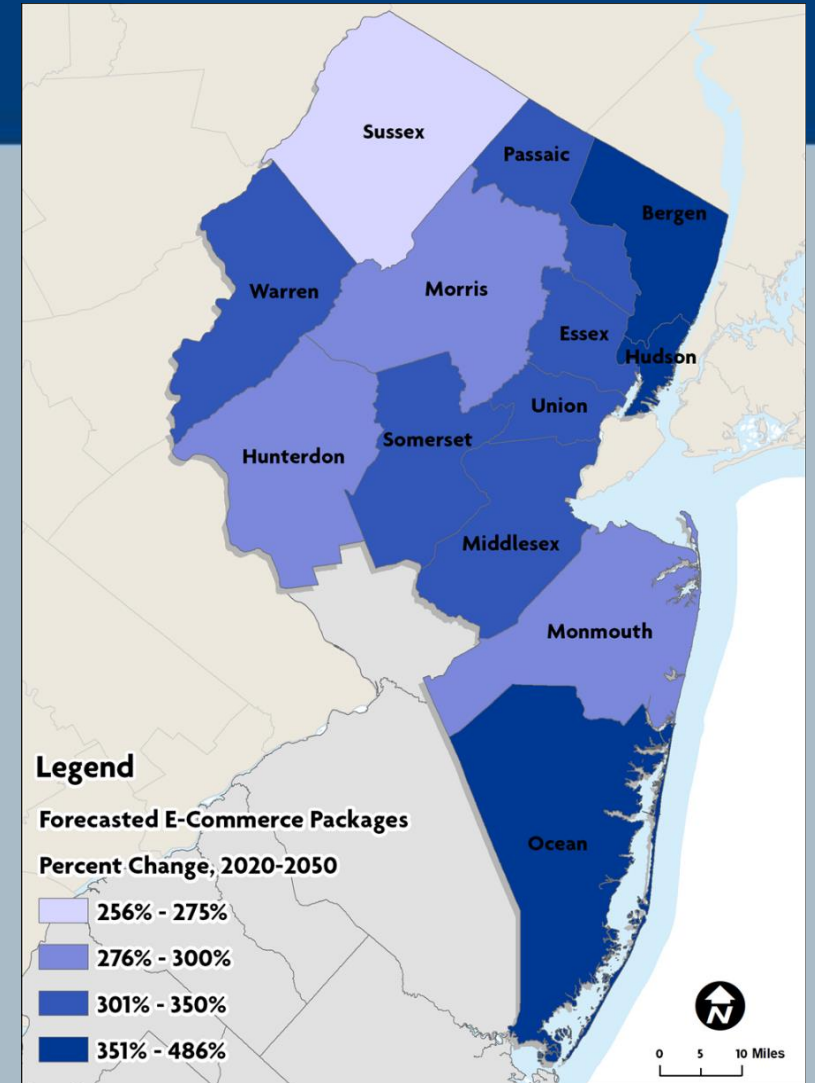 Sussex
Passaic
Bergen
Warren
Morris
Essex
Hudson
Union
Somerset
Hunterdon
Middlesex
Monmouth
Ocean
Legend
Forecasted E-Commerce Packages
Percent Change, 2020-2050
256% - 275%
276% - 300%
301% - 350%
351% - 486%
N
0 5 10 Miles